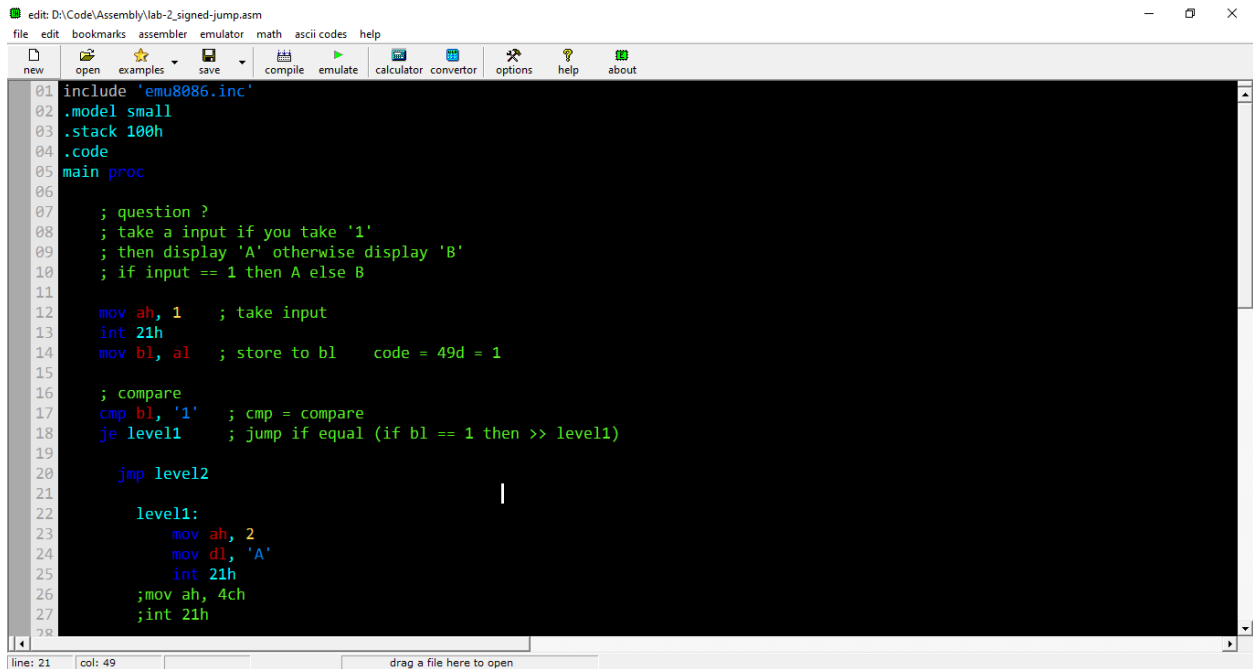 edit: D:\Code\Assembly\lab-2_signed-jump.asm
file edit bookmarks assembler emulator math ascii codes help
new open examples save compile emulate calculator convertor options help about
01 include 'emu8086.inc'
02 .model small
03 .stack 100h
04 .code
05 main proc
06
07 ; question ?
08 ; take a input if you take '1'
09 ; then display 'A' otherwise display 'B'
10 ; if input == 1 then A else B
11
12 mov ah, 1 ; take input
13 int 21h
14 mov bl, al ; store to bl code = 49d = 1
15
16 ; compare
17 cmp bl, '1' ; cmp = compare
18 je level1 ; jump if equal (if bl == 1 then >> level1)
19
20 jmp level2
21
22 level1:
23 mov ah, 2
24 mov dl, 'A'
25 int 21h
26 ;mov ah, 4ch
27 ;int 21h
28
line: 21 col: 49 drag a file here to open